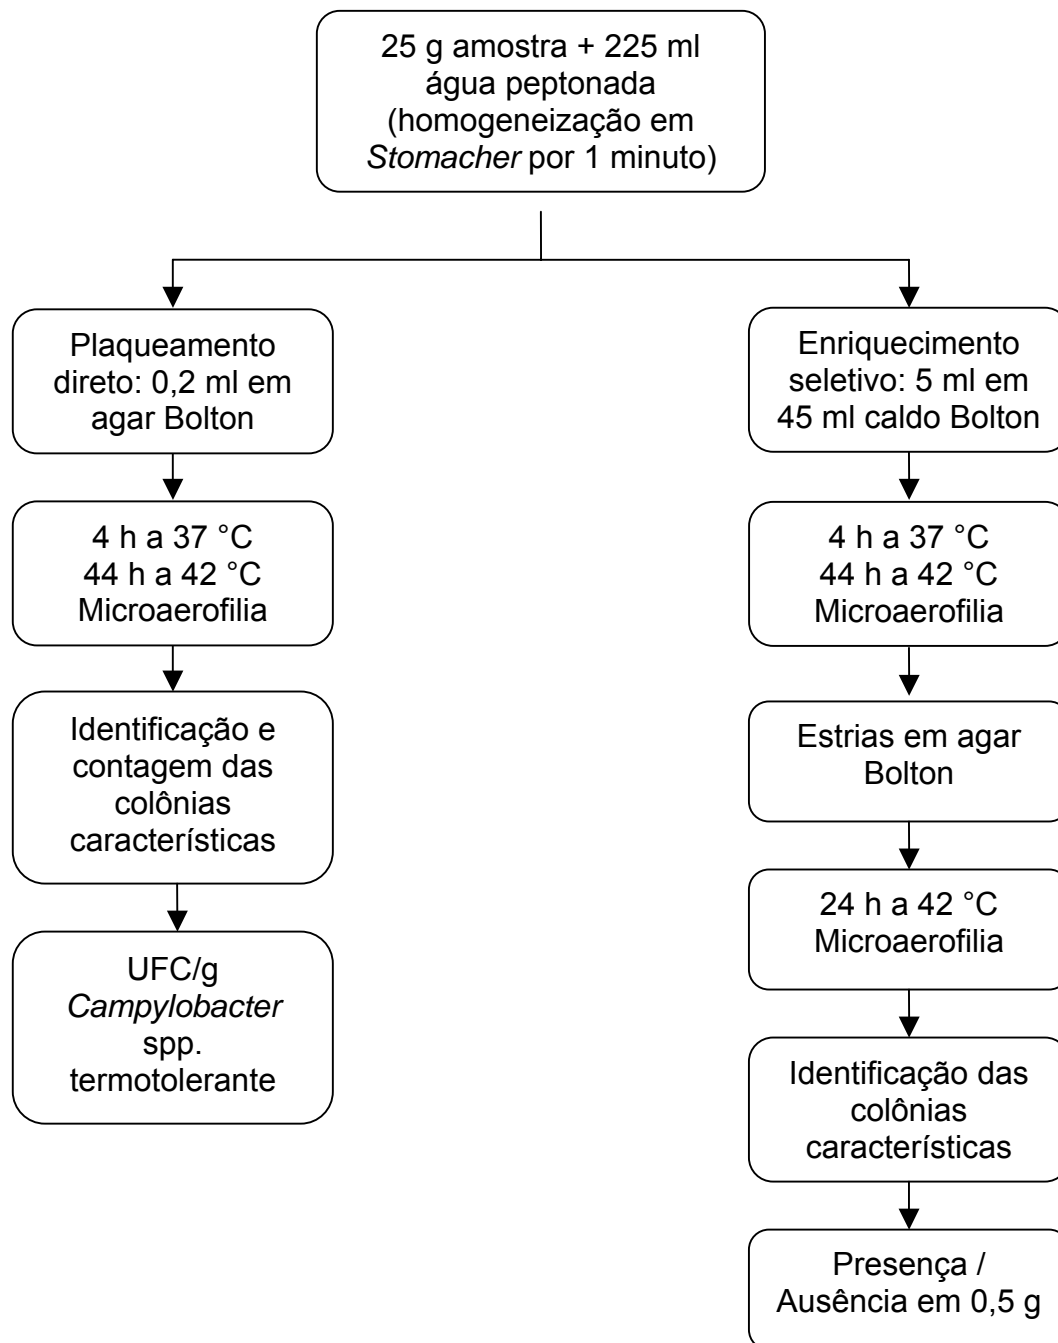 25 g amostra + 225 ml
água peptonada
(homogeneização em
Stomacher por 1 minuto)
Plaqueamento
direto: 0,2 ml em
agar Bolton
4 h a 37 °C
44 h a 42 °C
Microaerofilia
Identificação e
contagem das
colônias
características
UFC/g
Campylobacter
spp.
termotolerante
Enriquecimento
seletivo: 5 ml em
45 ml caldo Bolton
4 h a 37 °C
44 h a 42 °C
Microaerofilia
Estrias em agar
Bolton
24 h a 42 °C
Microaerofilia
Identificação das
colônias
características
Presença /
Ausência em 0,5 g